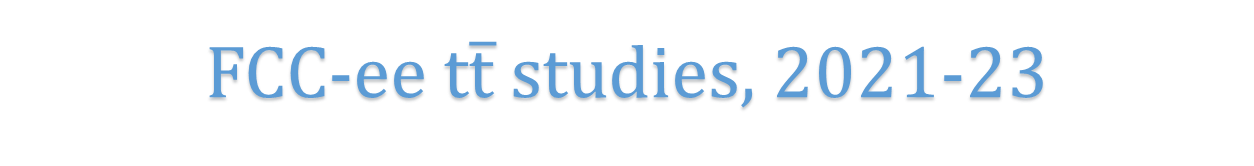 FCC-ee tt̄ studies, 2021-23